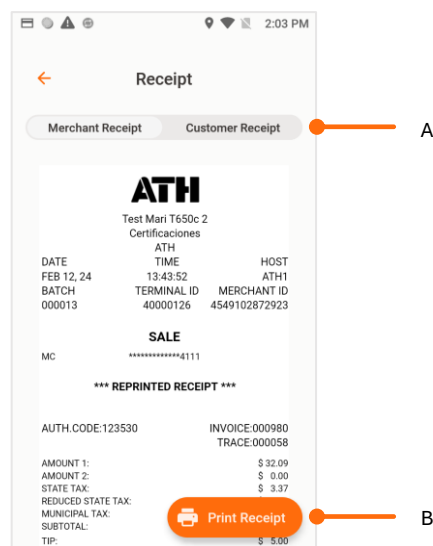 2:03 PM
Receipt
Merchant Receipt Customer Receipt
A
ATH
Test Mari T650c 2
Certificaciones
ATH
DATE TIME HOST
FEB 12, 24 13:43:52 ATH1
BATCH TERMINAL ID MERCHANT ID
000013 40000126 4549102872923
SALE
MC ************4111
*** REPRINTED RECEIPT ***
AUTH.CODE:123530 INVOICE:000980
TRACE:000058
AMOUNT 1: $ 32.09
AMOUNT 2: $ 0.00
STATE TAX: $ 3.37
REDUCED STATE TAX:
MUNICIPAL TAX:
Print Receipt
B
SUBTOTAL:
TIP: $ 5.00